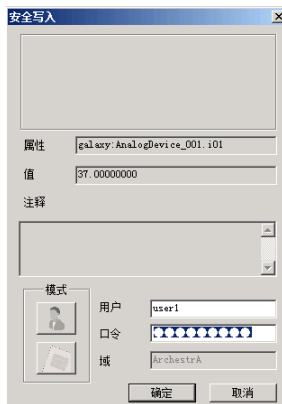 安全写入
属性 galaxy:AnalogDevice_001.i01
值 37.00000000
注释
模式
用户 user1
口令
域 ArchestrA
确定 取消